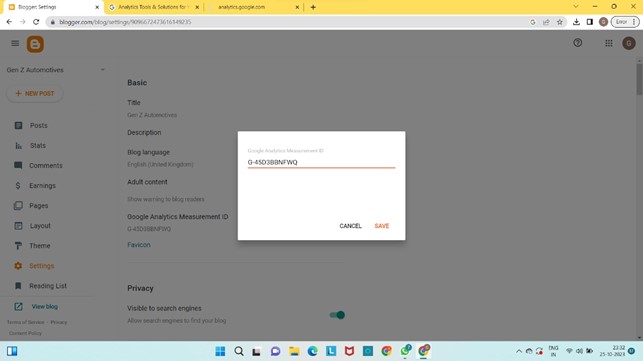 Blogger: Settings
Analytics Tools & Solutions for
analytics.google.com
blogger.com/blog/settings/9096672473616149235
G
Error
G
Gen Z Automotives
+ NEW POST
Posts
Stats
Comments
Earnings
Pages
Layout
Theme
Settings
Reading List
View blog
Terms of Service · Privacy ·
Content Policy
Basic
Title
Gen Z Automotives
Description
Blog language
English (United Kingdom)
Adult content
Show warning to blog readers
Google Analytics Measurement ID
G-45D3BBNFWQ
Favicon
Privacy
Visible to search engines
Allow search engines to find your blog
Google Analytics Measurement ID
G-45D3BBNFWQ
CANCEL
SAVE
ENG
IN
23:32
25-10-2023